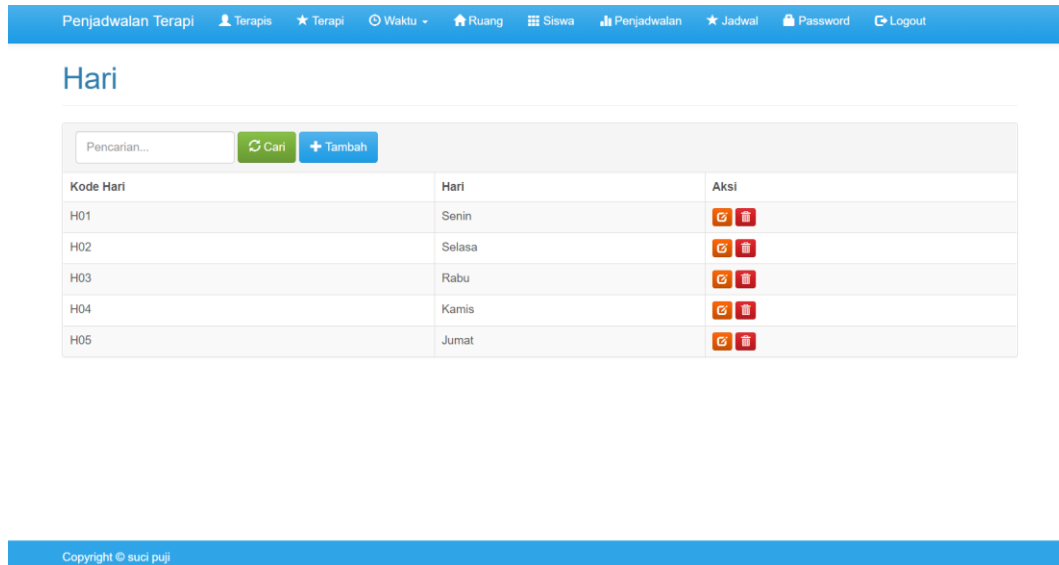 Penjadwalan Terapi Terapis Terapi Waktu Ruang Siswa Penjadwalan Jadwal Password Logout
Hari
Pencarian... Cari Tambah
Kode Hari Hari Aksi
H01 Senin
H02 Selasa
H03 Rabu
H04 Kamis
H05 Jumat
Copyright © suci puji